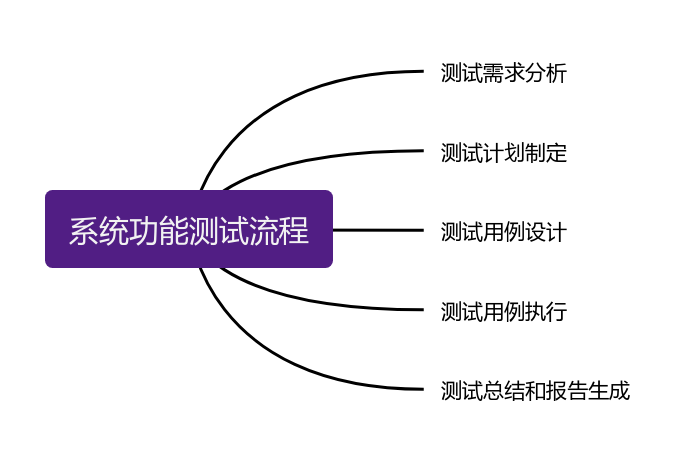 测试需求分析
测试计划制定
系统功能测试流程
测试用例设计
测试用例执行
测试总结和报告生成